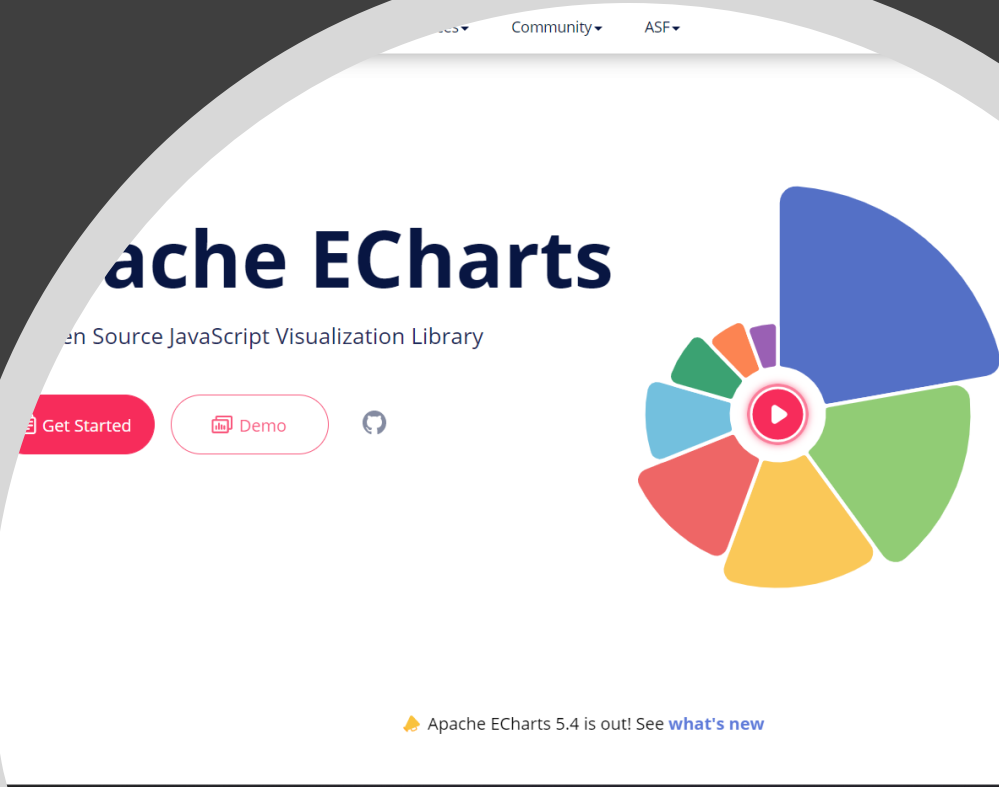 Community ASF
ache ECharts
en Source JavaScript Visualization Library
Get Started Demo
Apache ECharts 5.4 is out! See what's new